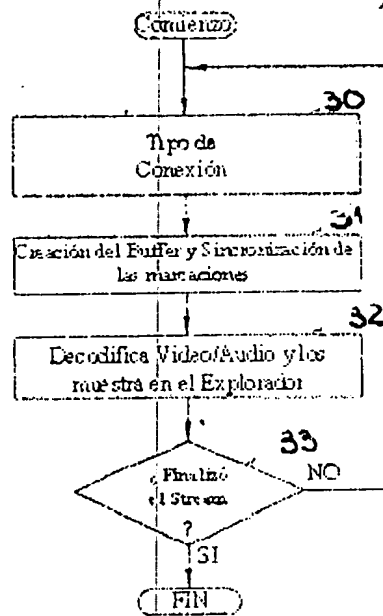 Comienzo
30
Tipo de
Conexión
31
Creación del Buffer y Sincronización de
las marcaciones
32
Decodifica Video/Audio y los
muestra en el Explorador
33
¿Finalizó
el Stream
?
NO
SI
FIN